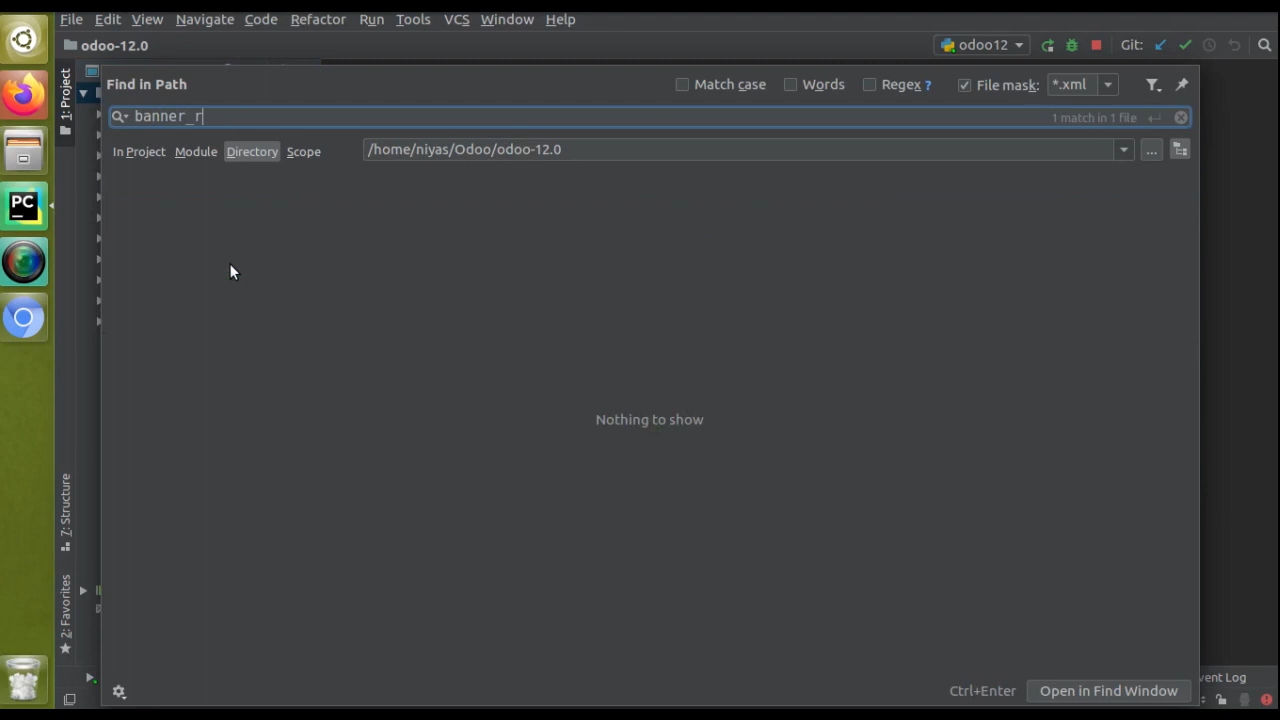 File Edit View Navigate Code Refactor Run Tools VCS Window Help
odoo-12.0
odoo12
Git:
1: Project
Find in Path
Match case
Words
Regex ?
File mask:
*.xml
banner_r
1 match in 1 file
In Project Module Directory Scope
/home/niyas/Odoo/odoo-12.0
...
PC
Nothing to show
7: Structure
2: Favorites
Ctrl+Enter
Open in Find Window
vent Log